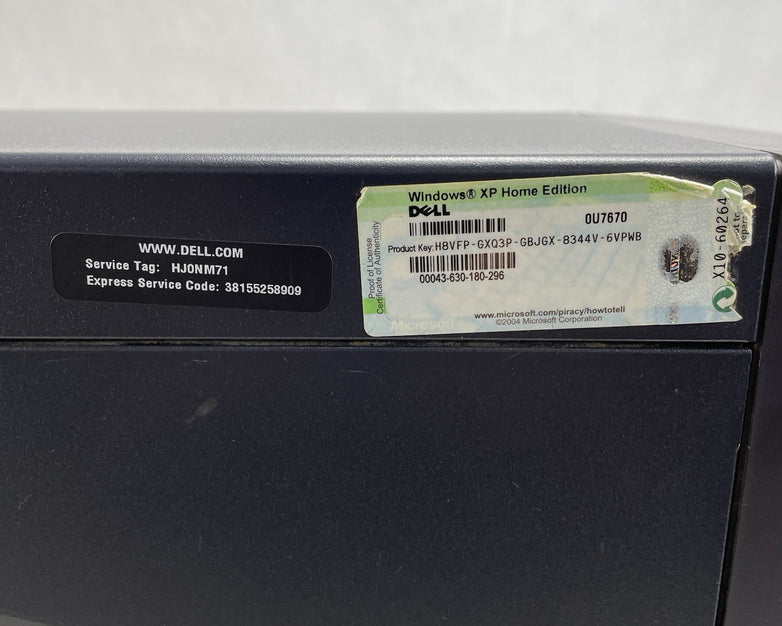 WWW.DELL.COM
Service Tag: HJ0NM71
Express Service Code: 38155258909
Windows® XP Home Edition
DELL
0U7670
Product Key: H8VFP-GXQ3P-GBJGX-8344V-6VPWB
00043-630-180-296
Proof of License
Certificate of Authenticity
Microsoft
www.microsoft.com/piracy/howtotell
©2004 Microsoft Corporation
X10-60264